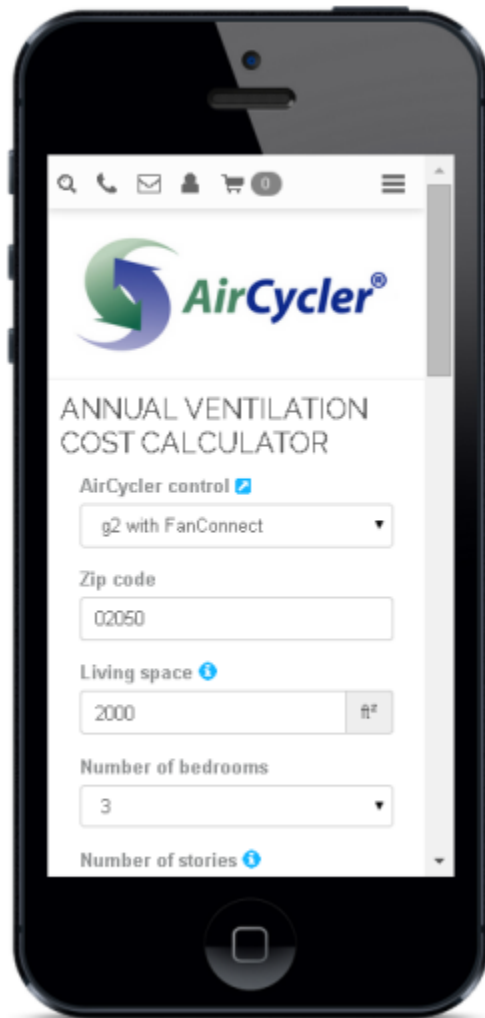 0
AirCycler®
ANNUAL VENTILATION
COST CALCULATOR
AirCycler control
g2 with FanConnect
Zip code
02050
Living space
2000 ft²
Number of bedrooms
3
Number of stories